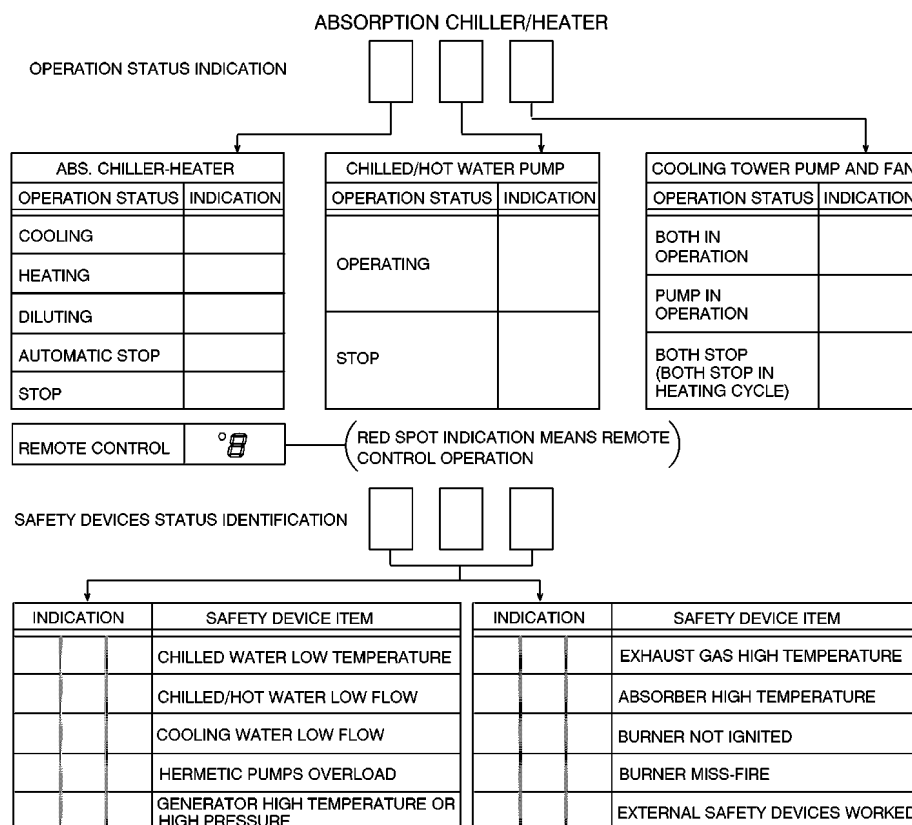 ABSORPTION CHILLER/HEATER
OPERATION STATUS INDICATION
ABS. CHILLER-HEATER
OPERATION STATUS INDICATION
COOLING
HEATING
DILUTING
AUTOMATIC STOP
STOP
CHILLED/HOT WATER PUMP
OPERATION STATUS INDICATION
OPERATING
STOP
COOLING TOWER PUMP AND FAN
OPERATION STATUS INDICATION
BOTH IN
OPERATION
PUMP IN
OPERATION
BOTH STOP
(BOTH STOP IN
HEATING CYCLE)
REMOTE CONTROL °8
(RED SPOT INDICATION MEANS REMOTE
CONTROL OPERATION)
SAFETY DEVICES STATUS IDENTIFICATION
INDICATION SAFETY DEVICE ITEM
CHILLED WATER LOW TEMPERATURE
CHILLED/HOT WATER LOW FLOW
COOLING WATER LOW FLOW
HERMETIC PUMPS OVERLOAD
GENERATOR HIGH TEMPERATURE OR
HIGH PRESSURE
INDICATION SAFETY DEVICE ITEM
EXHAUST GAS HIGH TEMPERATURE
ABSORBER HIGH TEMPERATURE
BURNER NOT IGNITED
BURNER MISS-FIRE
EXTERNAL SAFETY DEVICES WORKED